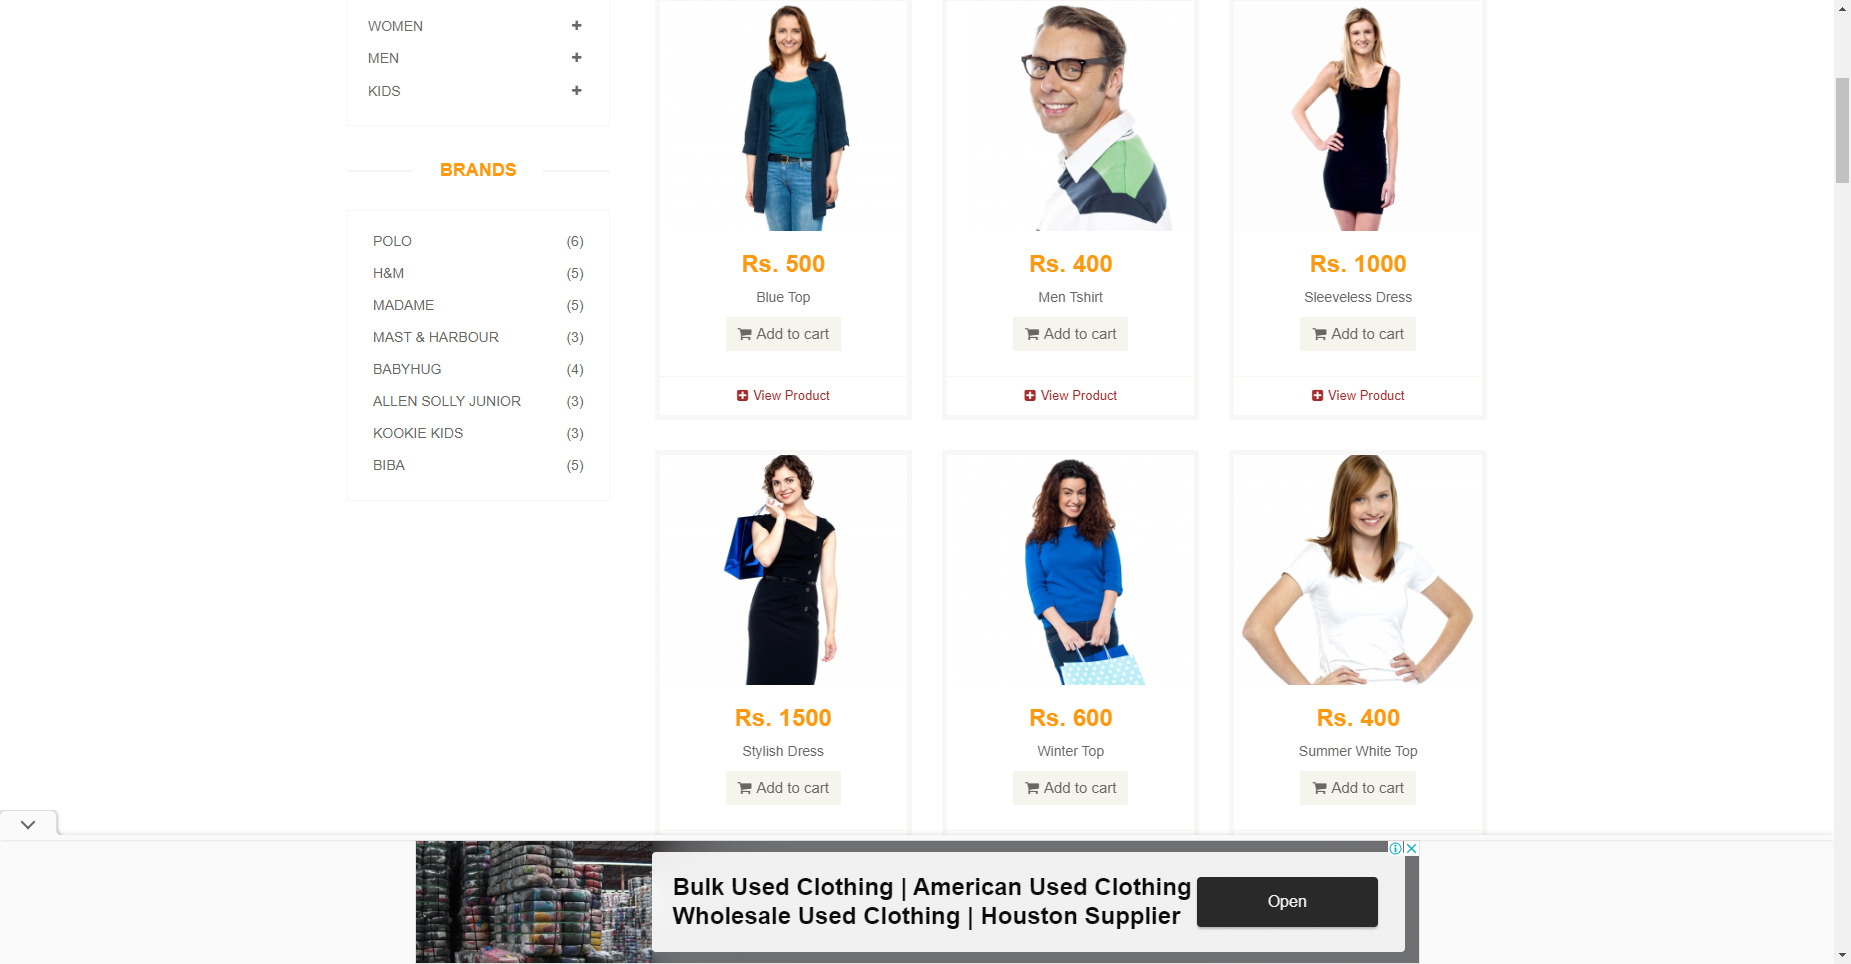 WOMEN
MEN
KIDS
BRANDS
POLO (6)
H&M (5)
MADAME (5)
MAST & HARBOUR (3)
BABYHUG (4)
ALLEN SOLLY JUNIOR (3)
KOOKIE KIDS (3)
BIBA (5)
Rs. 500
Blue Top
Add to cart
View Product
Rs. 400
Men Tshirt
Add to cart
View Product
Rs. 1000
Sleeveless Dress
Add to cart
View Product
Rs. 1500
Stylish Dress
Add to cart
Rs. 600
Winter Top
Add to cart
Rs. 400
Summer White Top
Add to cart
Bulk Used Clothing | American Used Clothing
Wholesale Used Clothing | Houston Supplier
Open